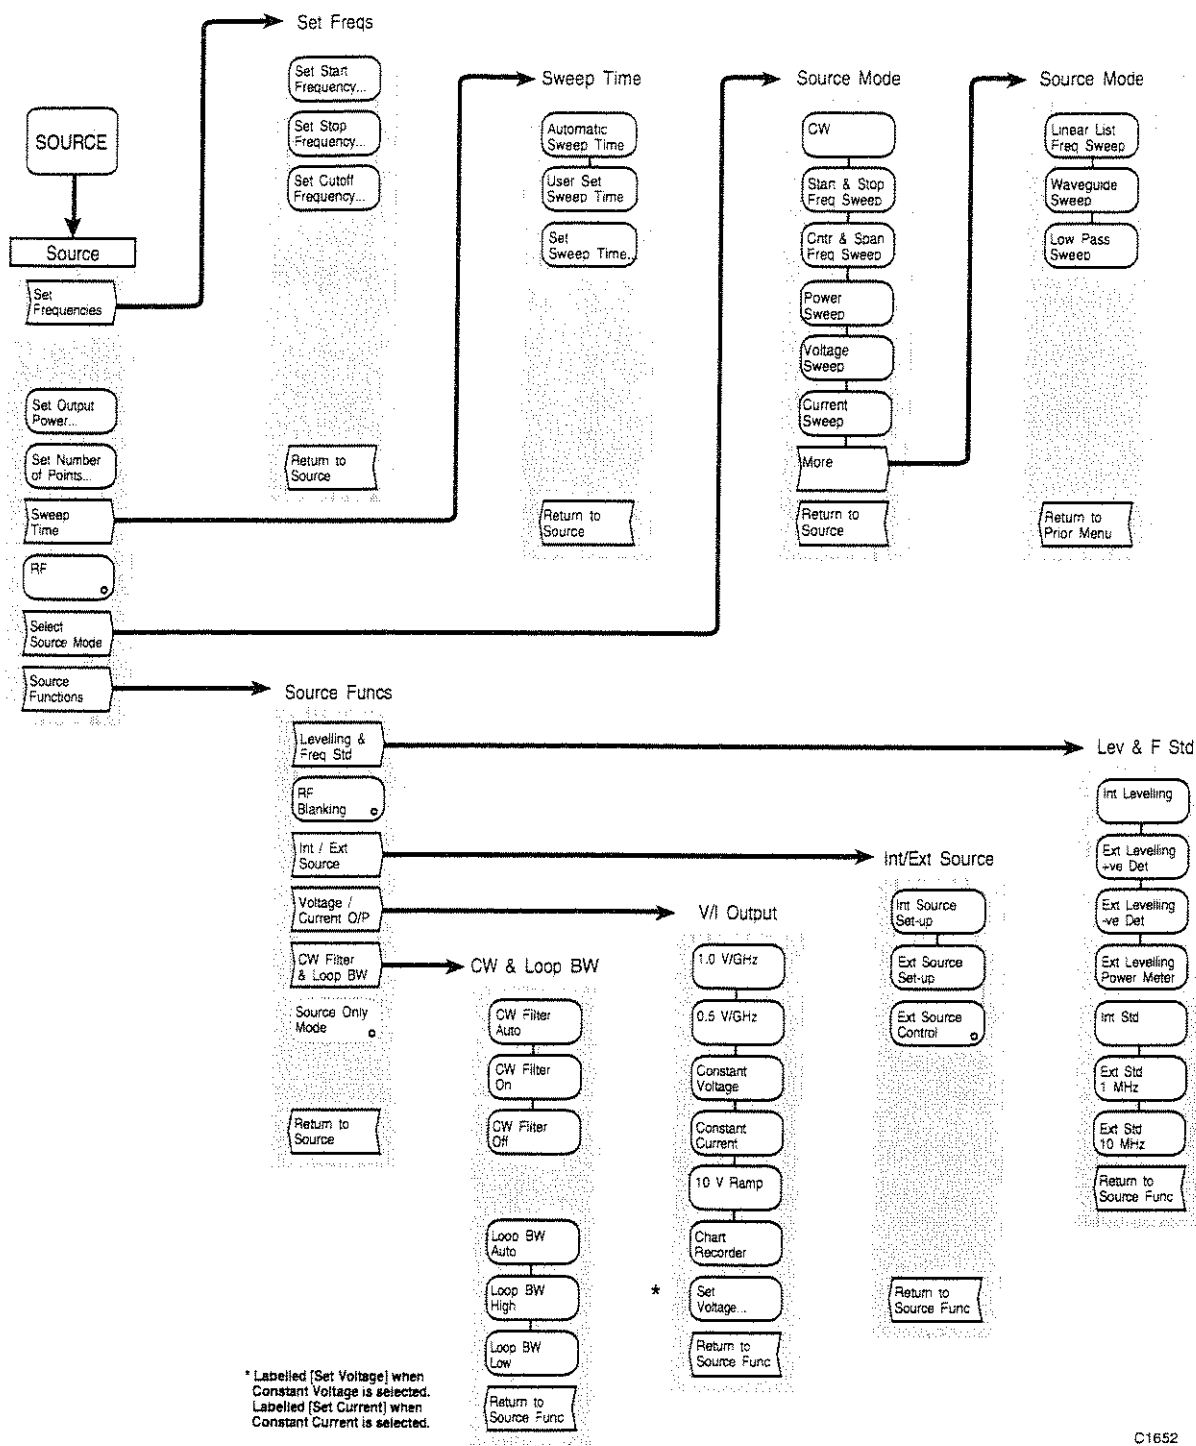 SOURCE
Source
Set
Frequencies
Set Output
Power...
Set Number
of Points...
Sweep
Time
RF
Select
Source Mode
Source
Functions
Set Freqs
Set Start
Frequency...
Set Stop
Frequency...
Set Cutoff
Frequency...
Return to
Source
Sweep Time
Automatic
Sweep Time
User Set
Sweep Time
Set
Sweep Time...
Return to
Source
Source Mode
CW
Start & Stop
Freq Sweep
Cntr & Span
Freq Sweep
Power
Sweep
Voltage
Sweep
Current
Sweep
More
Return to
Source
Source Mode
Linear List
Freq Sweep
Waveguide
Sweep
Low Pass
Sweep
Return to
Prior Menu
Source Funcs
Levelling &
Freq Std
RF
Blanking
Int / Ext
Source
Voltage /
Current O/P
CW Filter
& Loop BW
Source Only
Mode
Return to
Source
CW & Loop BW
CW Filter
Auto
CW Filter
On
CW Filter
Off
Loop BW
Auto
Loop BW
High
Loop BW
Low
Return to
Source Func
V/I Output
1.0 V/GHz
0.5 V/GHz
Constant
Voltage
Constant
Current
10 V Ramp
Chart
Recorder
*
Set
Voltage...
Return to
Source Func
Int/Ext Source
Int Source
Set-up
Ext Source
Set-up
Ext Source
Control
Return to
Source Func
Lev & F Std
Int Levelling
Ext Levelling
+ve Det
Ext Levelling
-ve Det
Ext Levelling
Power Meter
Int Std
Ext Std
1 MHz
Ext Std
10 MHz
Return to
Source Func
* Labelled [Set Voltage] when
Constant Voltage is selected.
Labelled [Set Current] when
Constant Current is selected.
C1652